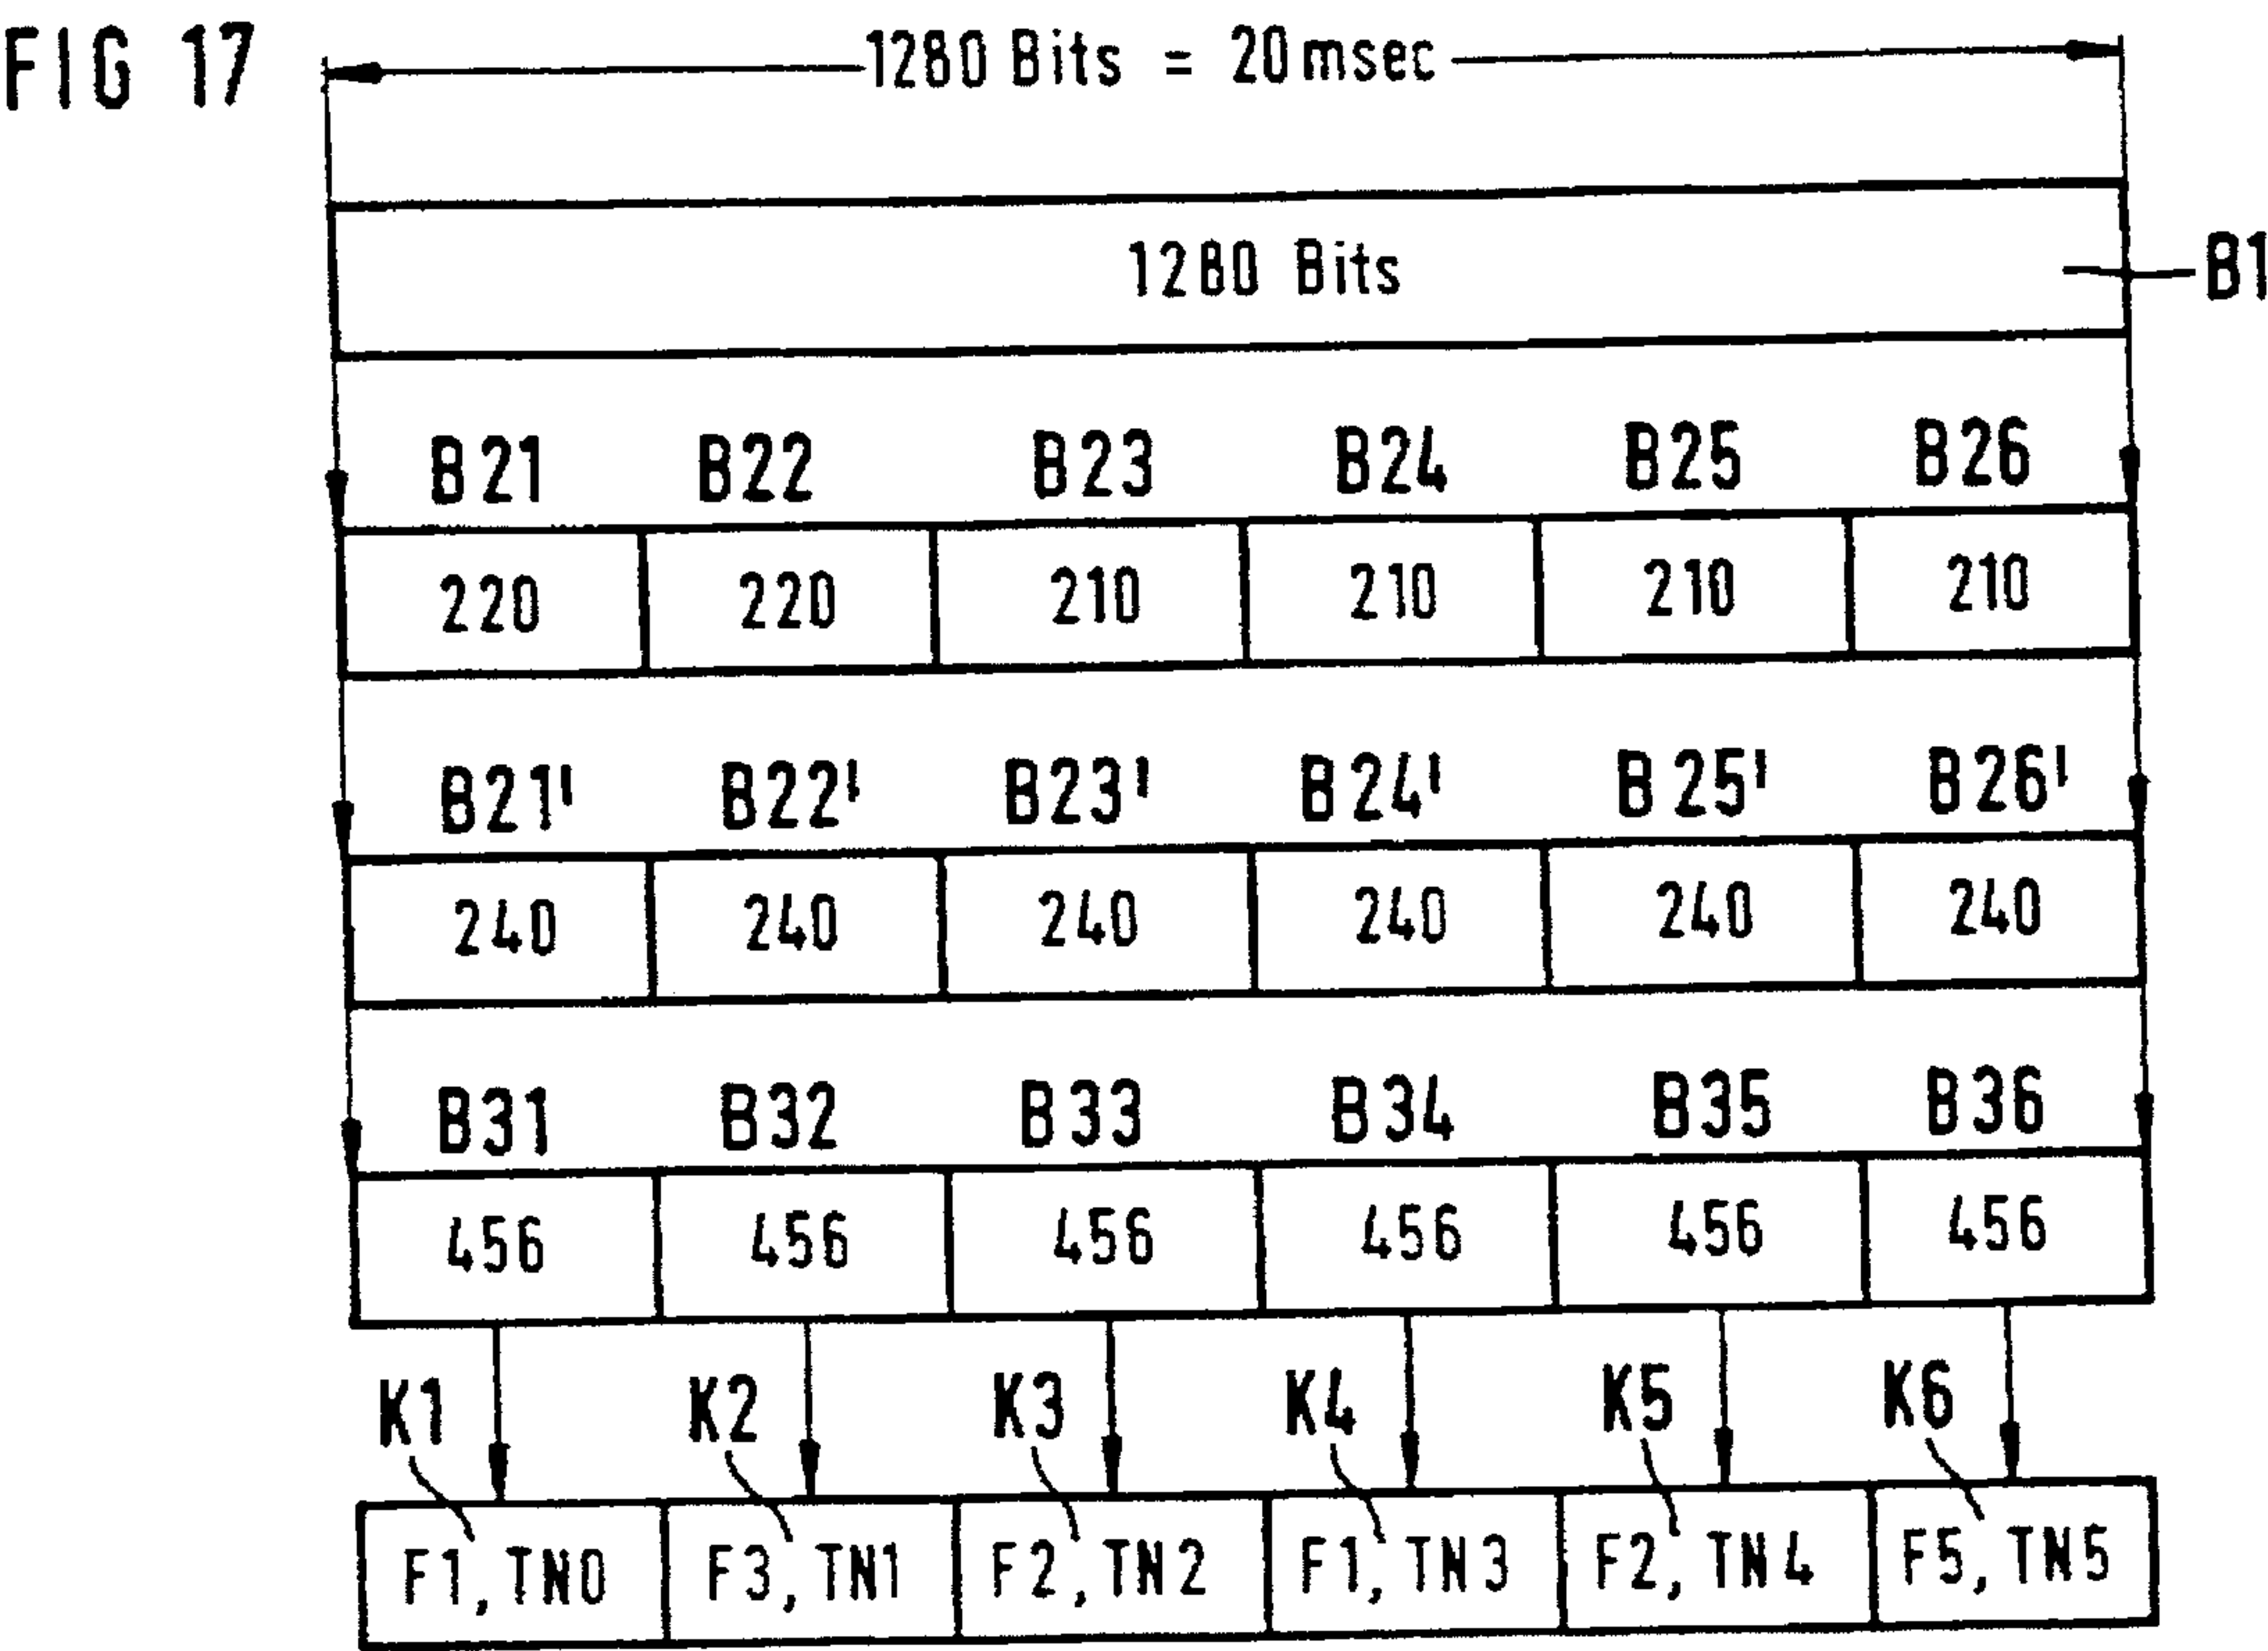 FIG 17
1280 Bits = 20msec
1280 Bits
B1
B21 B22 B23 B24 B25 B26
220 220 210 210 210 210
B21' B22' B23' B24' B25' B26'
240 240 240 240 240 240
B31 B32 B33 B34 B35 B36
456 456 456 456 456 456
K1 K2 K3 K4 K5 K6
F1, TN0 F3, TN1 F2, TN2 F1, TN3 F2, TN4 F5, TN5